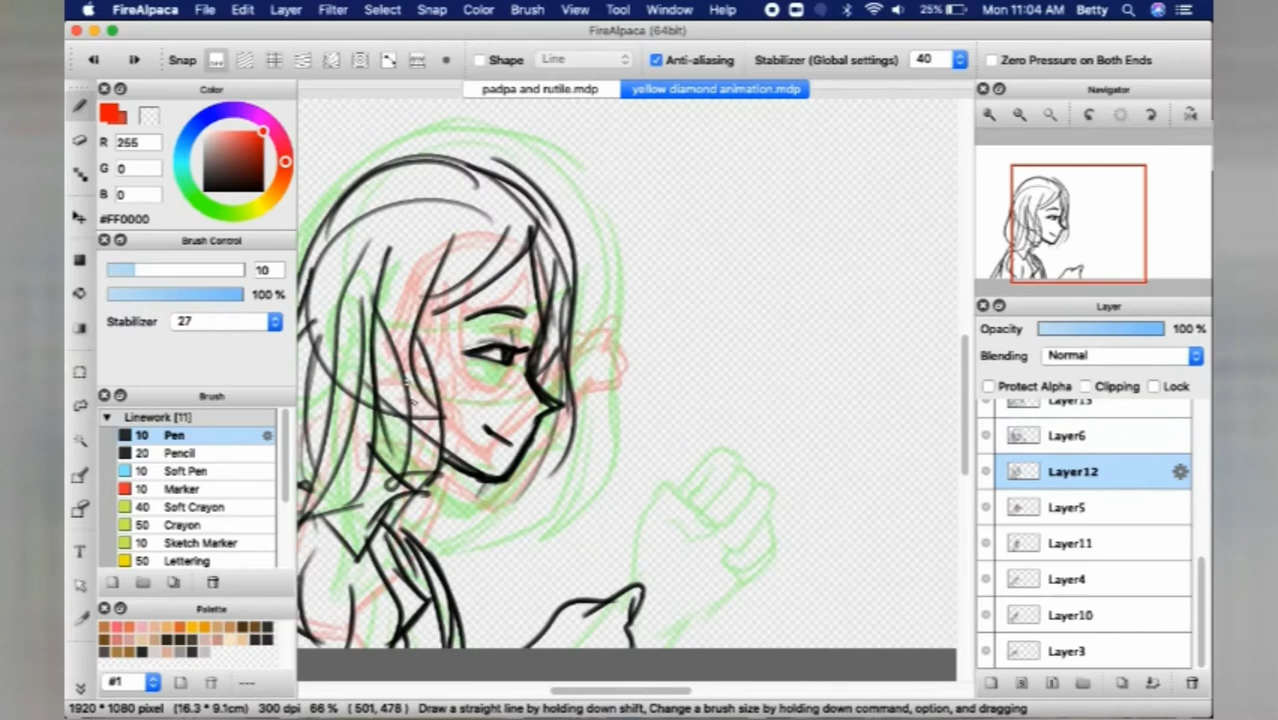 FireAlpaca File Edit Layer Filter Select Snap Color Brush View Tool Window Help 25% Mon 11:04 AM Betty
FireAlpaca (64bit)
Snap Shape Line Anti-aliasing Stabilizer (Global settings) 40 Zero Pressure on Both Ends
Color
padpa and rutile.mdp
yellow diamond animation.mdp
Navigator
R 255
G 0
B 0
#FF0000
Brush Control
10
100 %
Stabilizer 27
Brush
Linework [11]
10 Pen
20 Pencil
10 Soft Pen
10 Marker
40 Soft Crayon
50 Crayon
10 Sketch Marker
50 Lettering
Palette
#1
---
Layer
Opacity 100 %
Blending Normal
Protect Alpha Clipping Lock
Layer13
Layer6
Layer12
Layer5
Layer11
Layer4
Layer10
Layer3
1920 * 1080 pixel (16.3 * 9.1cm) 300 dpi 66 % ( 501, 478 ) Draw a straight line by holding down shift, Change a brush size by holding down command, option, and dragging